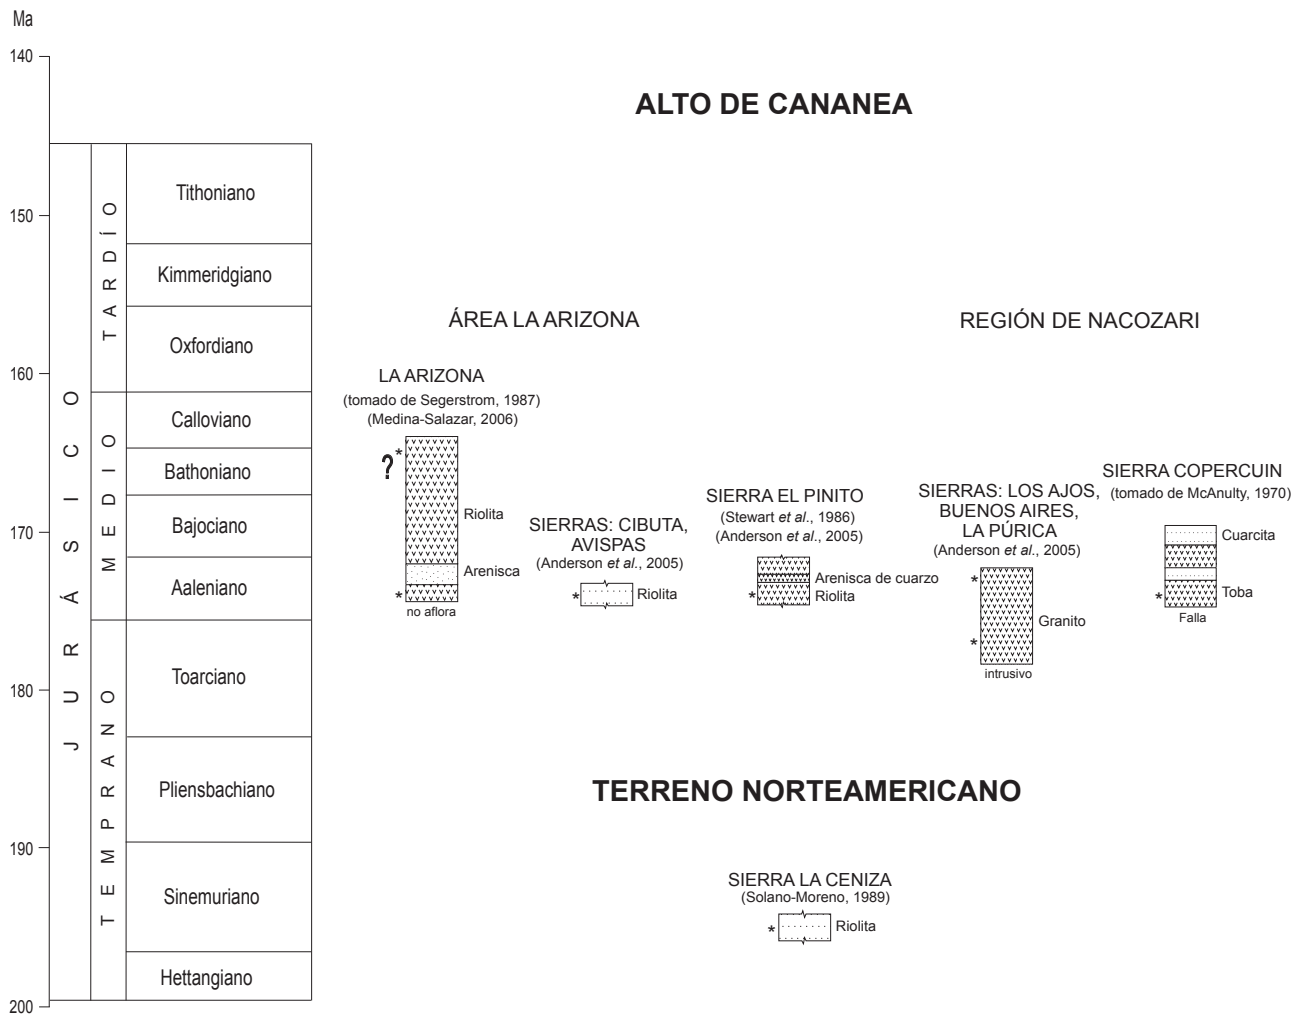 Ma
140
150
160
170
180
190
200
JURÁSICO
TARDÍO
MEDIO
TEMPRANO
Tithoniano
Kimmeridgiano
Oxfordiano
Calloviano
Bathoniano
Bajociano
Aaleniano
Toarciano
Pliensbachiano
Sinemuriano
Hettangiano
ALTO DE CANANEA
ÁREA LA ARIZONA
LA ARIZONA
(tomado de Segerstrom, 1987)
(Medina-Salazar, 2006)
*
?
Riolita
Arenisca
*
no aflora
SIERRAS: CIBUTA,
AVISPAS
(Anderson et al., 2005)
*
Riolita
SIERRA EL PINITO
(Stewart et al., 1986)
(Anderson et al., 2005)
Arenisca de cuarzo
*
Riolita
REGIÓN DE NACOZARI
SIERRAS: LOS AJOS,
BUENOS AIRES,
LA PÚRICA
(Anderson et al., 2005)
*
Granito
*
intrusivo
SIERRA COPERCUIN
(tomado de McAnulty, 1970)
Cuarcita
*
Toba
Falla
TERRENO NORTEAMERICANO
SIERRA LA CENIZA
(Solano-Moreno, 1989)
*
Riolita